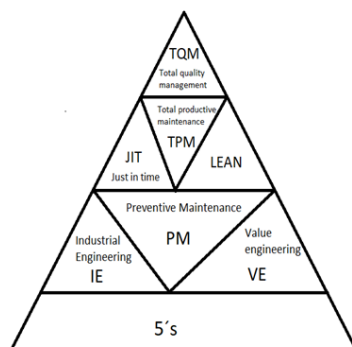 TQM
Total quality
management
Total productive
maintenance
TPM
JIT
Just in time
LEAN
Preventive Maintenance
PM
Industrial
Engineering
IE
Value
engineering
VE
5´s